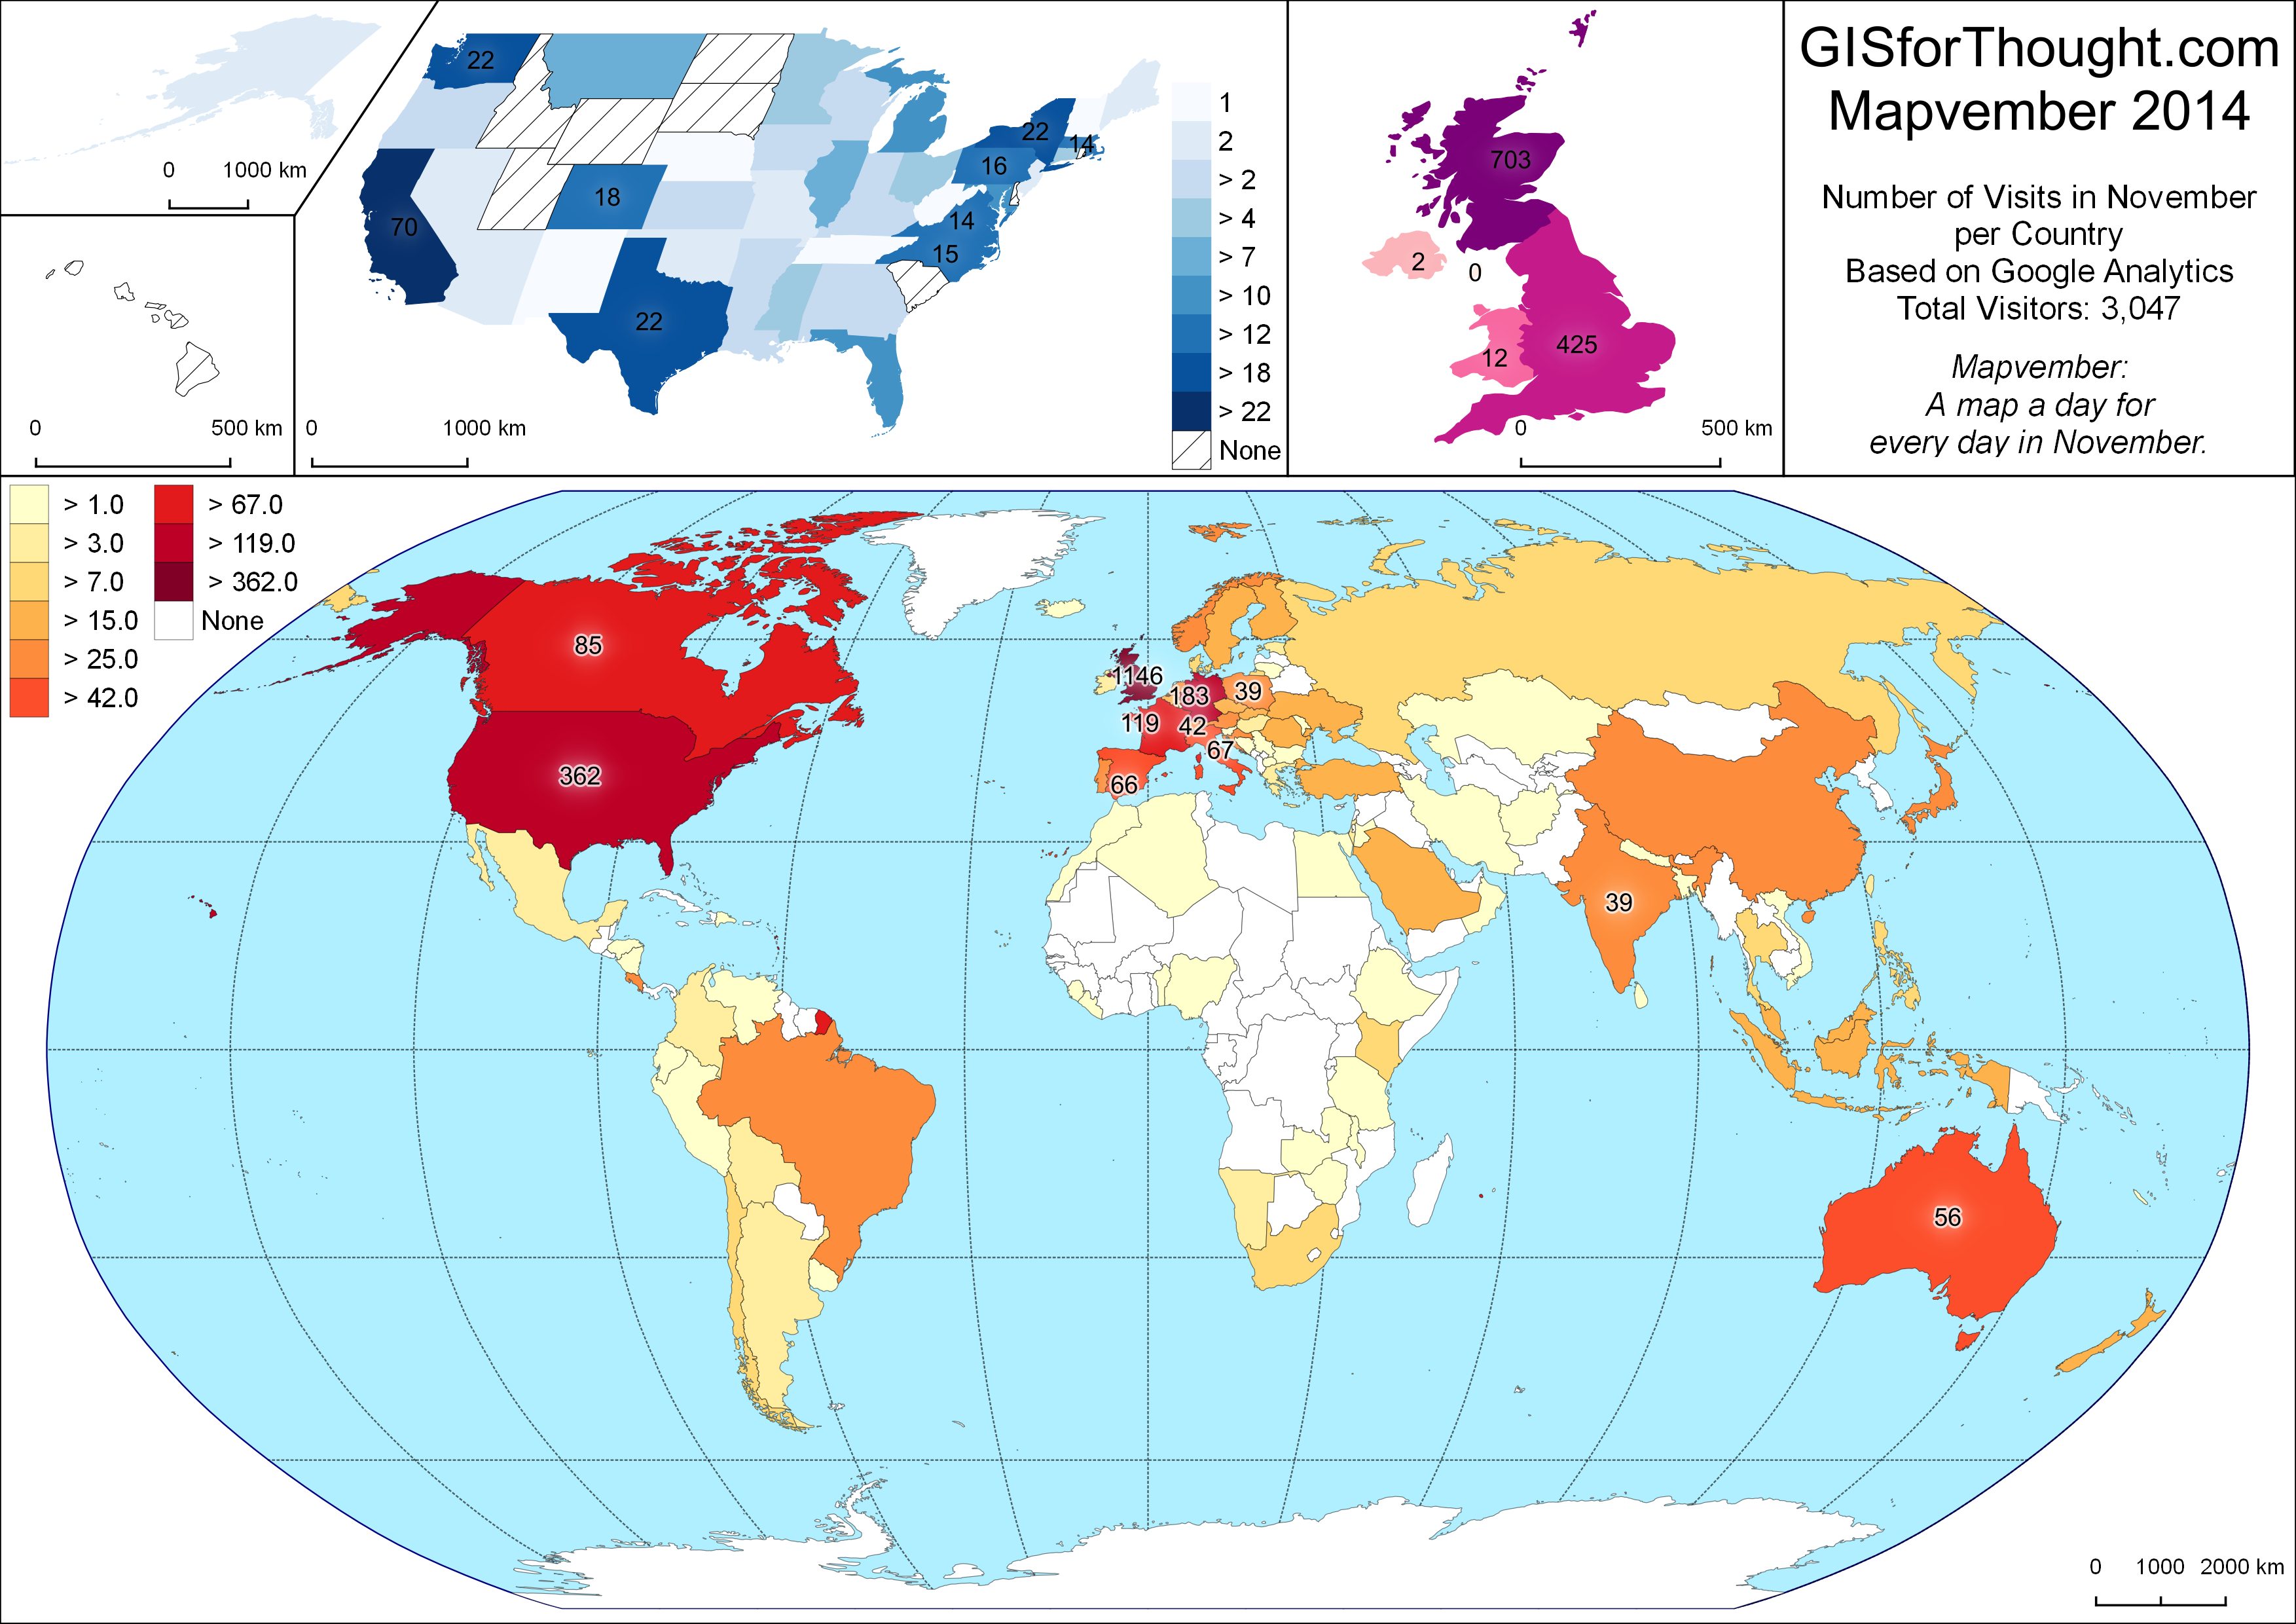 GISforThought.com
Mapvember 2014
Number of Visits in November
per Country
Based on Google Analytics
Total Visitors: 3,047
Mapvember:
A map a day for
every day in November.
0 1000 km
0 500 km
0 1000 km
22
70
18
22
22
14
16
14
15
1
2
> 2
> 4
> 7
> 10
> 12
> 18
> 22
None
703
2
0
12
425
0 500 km
> 1.0
> 3.0
> 7.0
> 15.0
> 25.0
> 42.0
> 67.0
> 119.0
> 362.0
None
85
362
1146
183
39
119
42
67
66
39
56
0 1000 2000 km